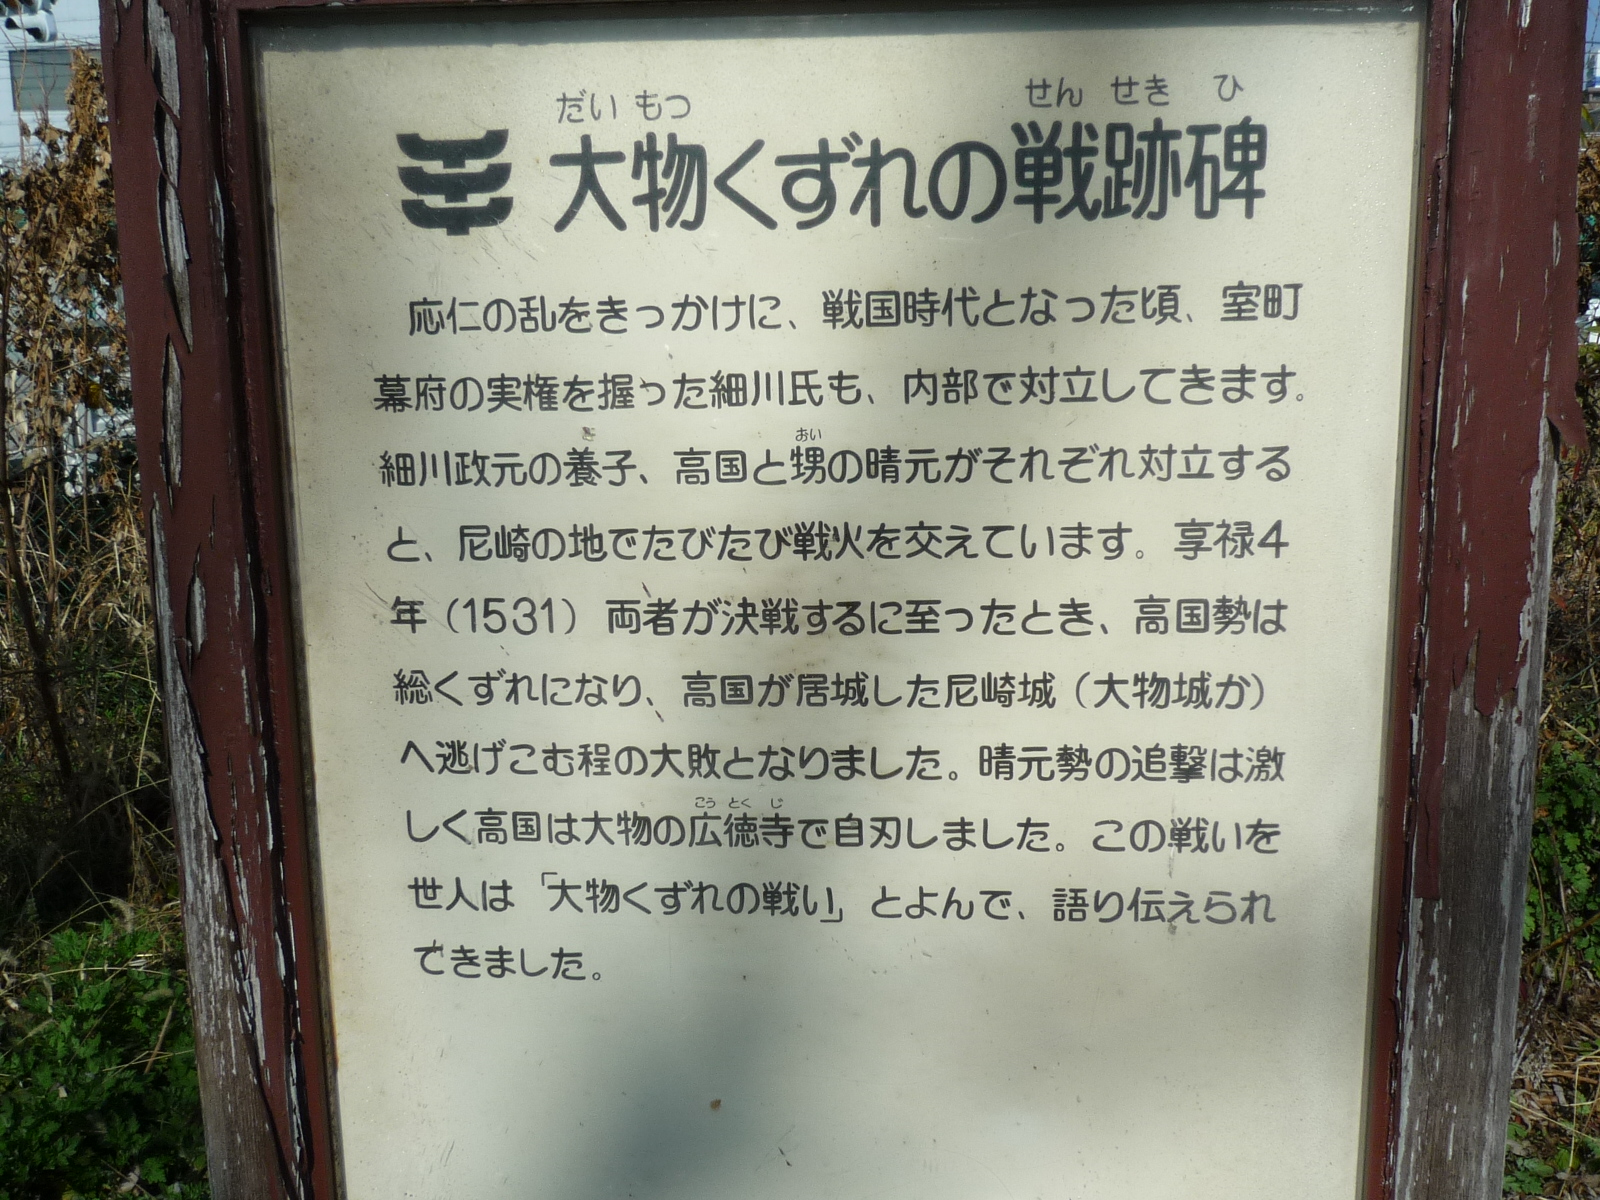 だいもつ せんせきひ
大物くずれの戦跡碑
応仁の乱をきっかけに、戦国時代となった頃、室町
幕府の実権を握った細川氏も、内部で対立してきます。
おい
細川政元の養子、高国と甥の晴元がそれぞれ対立する
と、尼崎の地でたびたび戦火を交えています。享禄4
年（1531）両者が決戦するに至ったとき、高国勢は
総くずれになり、高国が居城した尼崎城（大物城か）
へ逃げこむ程の大敗となりました。晴元勢の追撃は激
こうとくじ
しく高国は大物の広徳寺で自刃しました。この戦いを
世人は「大物くずれの戦い」とよんで、語り伝えられ
てきました。